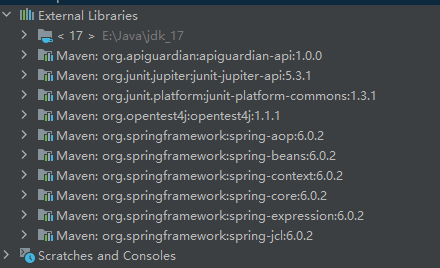 External Libraries
< 17 > E:\Java\jdk_17
Maven: org.apiguardian:apiguardian-api:1.0.0
Maven: org.junit.jupiter:junit-jupiter-api:5.3.1
Maven: org.junit.platform:junit-platform-commons:1.3.1
Maven: org.opentest4j:opentest4j:1.1.1
Maven: org.springframework:spring-aop:6.0.2
Maven: org.springframework:spring-beans:6.0.2
Maven: org.springframework:spring-context:6.0.2
Maven: org.springframework:spring-core:6.0.2
Maven: org.springframework:spring-expression:6.0.2
Maven: org.springframework:spring-jcl:6.0.2
Scratches and Consoles